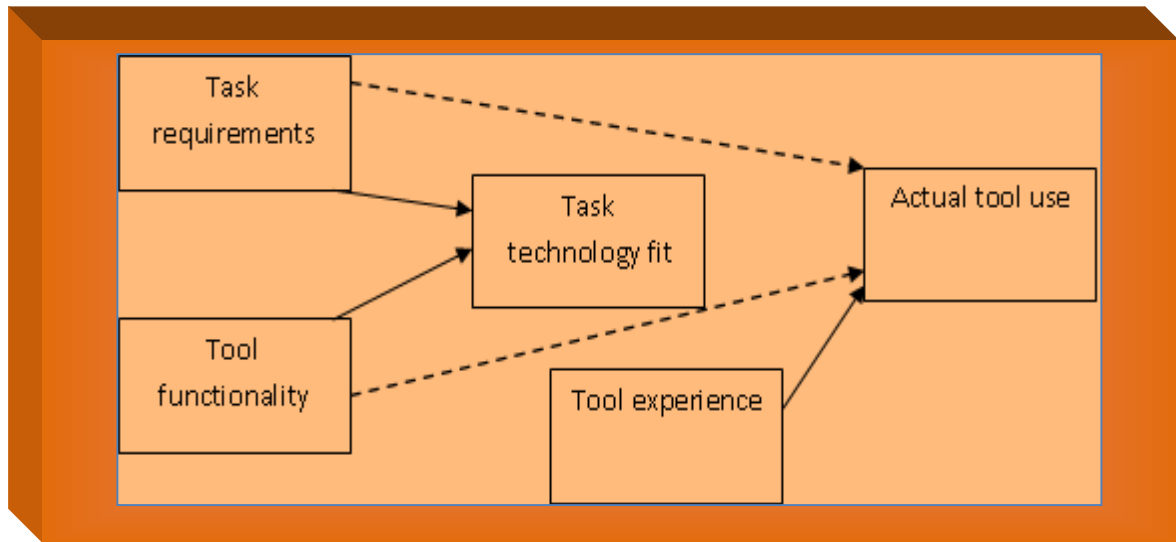 Task
requirements
Task
technology fit
Actual tool use
Tool
functionality
Tool experience